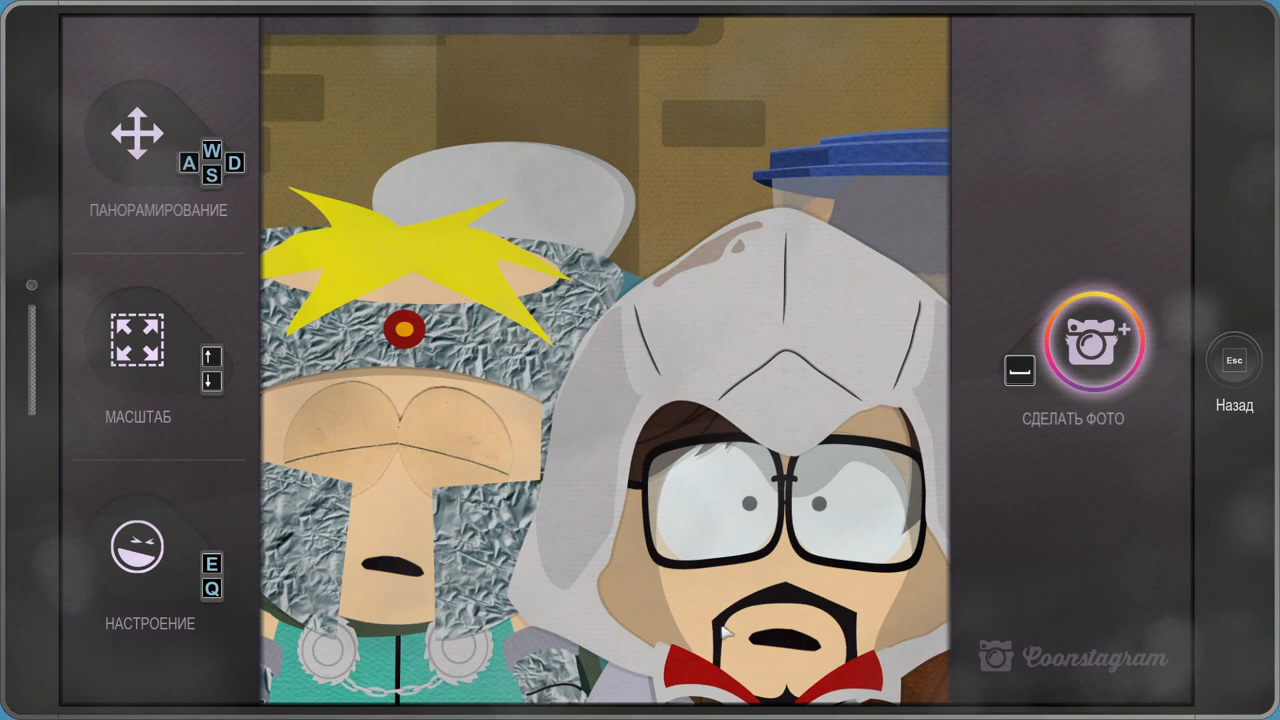 W
A D
S
ПАНОРАМИРОВАНИЕ
МАСШТАБ
E
Q
НАСТРОЕНИЕ
СДЕЛАТЬ ФОТО
Esc
Назад
Coonstagram